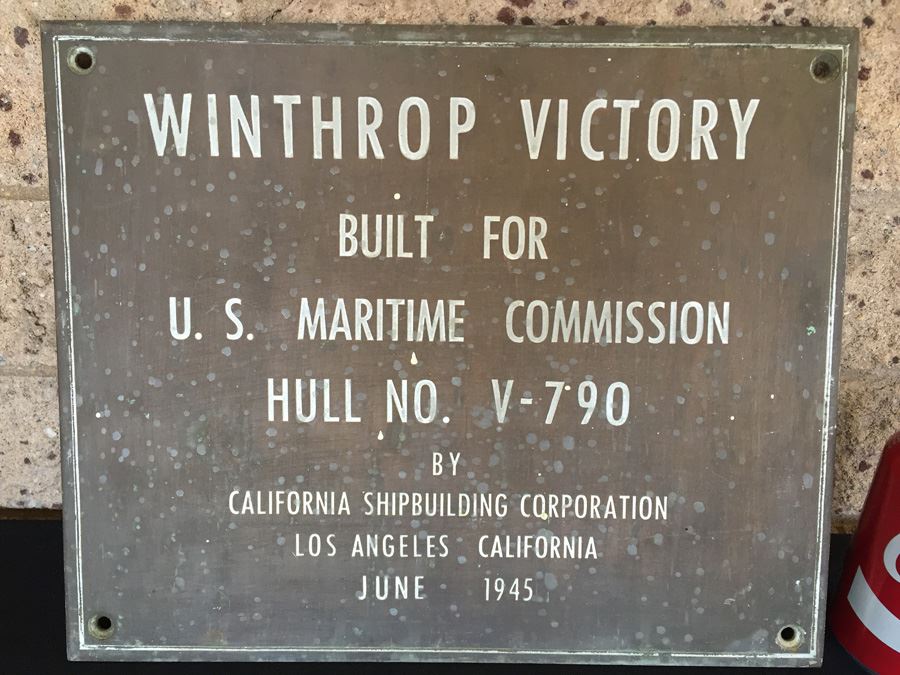 WINTHROP VICTORY
BUILT FOR
U. S. MARITIME COMMISSION
HULL NO. V-790
BY
CALIFORNIA SHIPBUILDING CORPORATION
LOS ANGELES CALIFORNIA
JUNE 1945